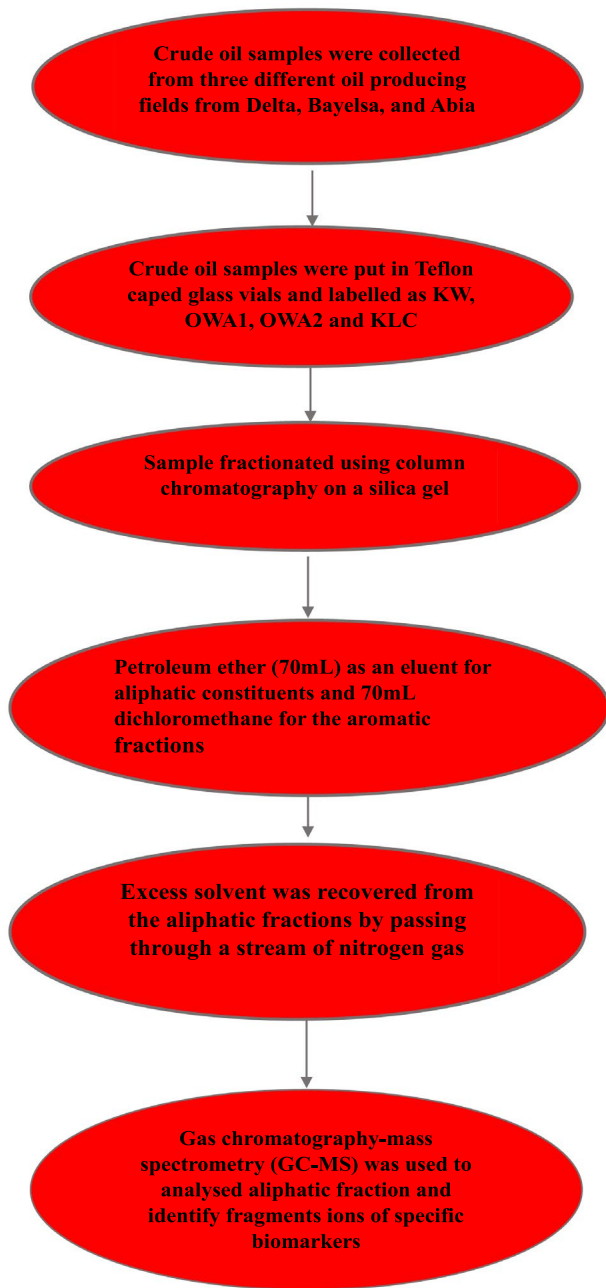 Crude oil samples were collected
from three different oil producing
fields from Delta, Bayelsa, and Abia
Crude oil samples were put in Teflon
caped glass vials and labelled as KW,
OWA1, OWA2 and KLC
Sample fractionated using column
chromatography on a silica gel
Petroleum ether (70mL) as an eluent for
aliphatic constituents and 70mL
dichloromethane for the aromatic
fractions
Excess solvent was recovered from
the aliphatic fractions by passing
through a stream of nitrogen gas
Gas chromatography-mass
spectrometry (GC-MS) was used to
analysed aliphatic fraction and
identify fragments ions of specific
biomarkers